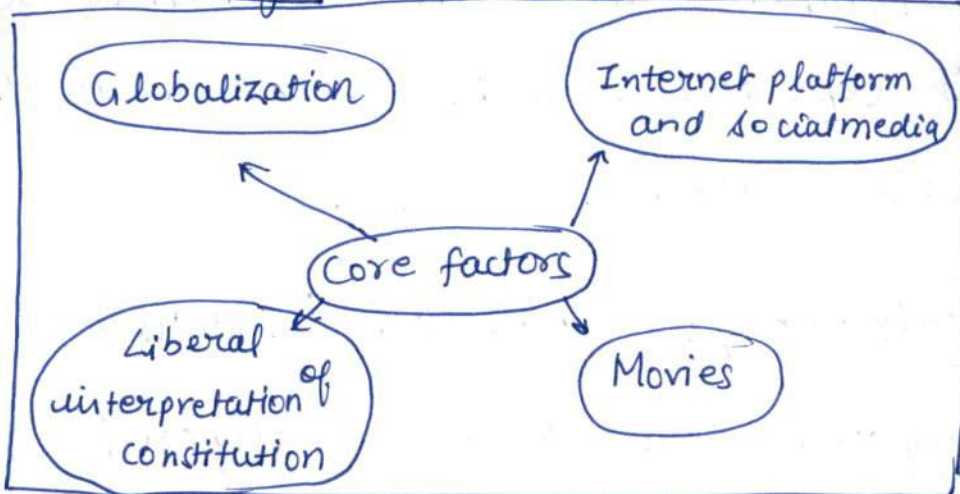 Globalization
Internet platform
and socialmedia
Core factors
Liberal
interpretation of
constitution
Movies